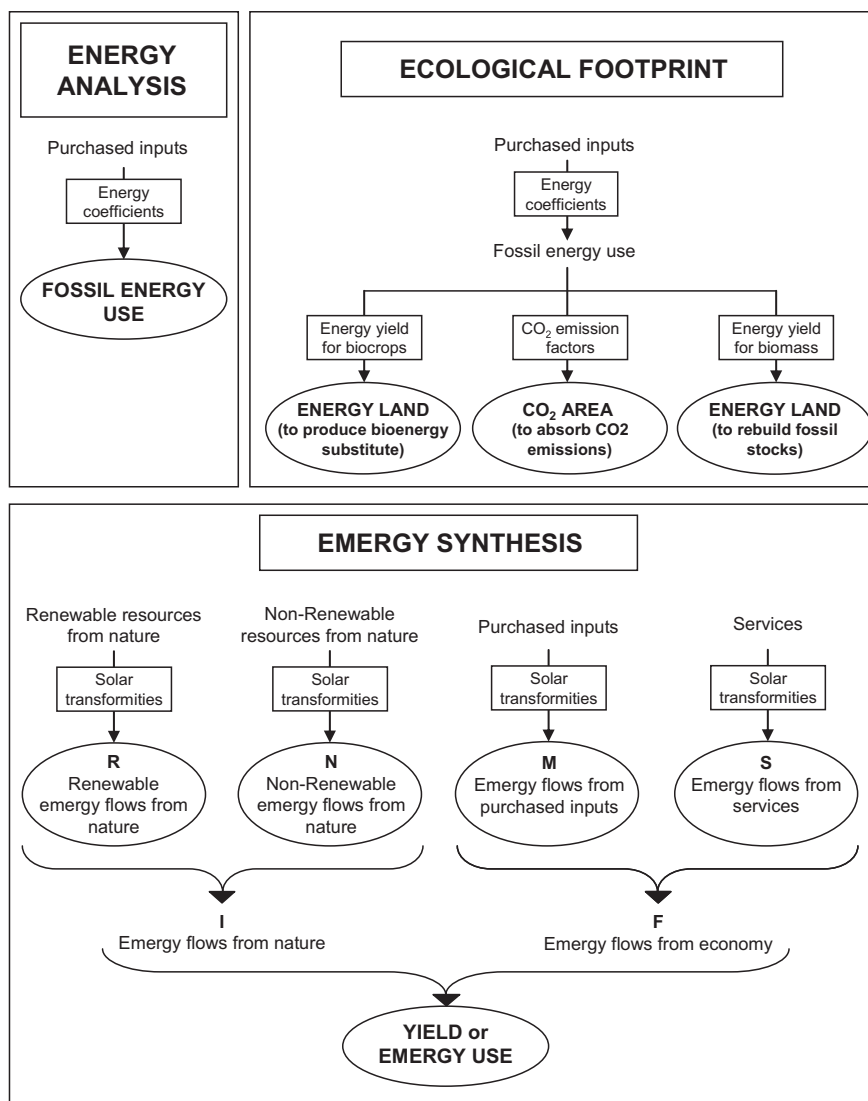 ENERGY
ANALYSIS
Purchased inputs
Energy
coefficients
FOSSIL ENERGY
USE
ECOLOGICAL FOOTPRINT
Purchased inputs
Energy
coefficients
Fossil energy use
Energy yield
for biocrops
CO₂ emission
factors
Energy yield
for biomass
ENERGY LAND
(to produce bioenergy
substitute)
CO₂ AREA
(to absorb CO2
emissions)
ENERGY LAND
(to rebuild fossil
stocks)
EMERGY SYNTHESIS
Renewable resources
from nature
Solar
transformities
R
Renewable
emergy flows from
nature
Non-Renewable
resources from nature
Solar
transformities
N
Non-Renewable
emergy flows from
nature
Purchased inputs
Solar
transformities
M
Emergy flows from
purchased inputs
Services
Solar
transformities
S
Emergy flows from
services
I
Emergy flows from nature
F
Emergy flows from economy
YIELD or
EMERGY USE